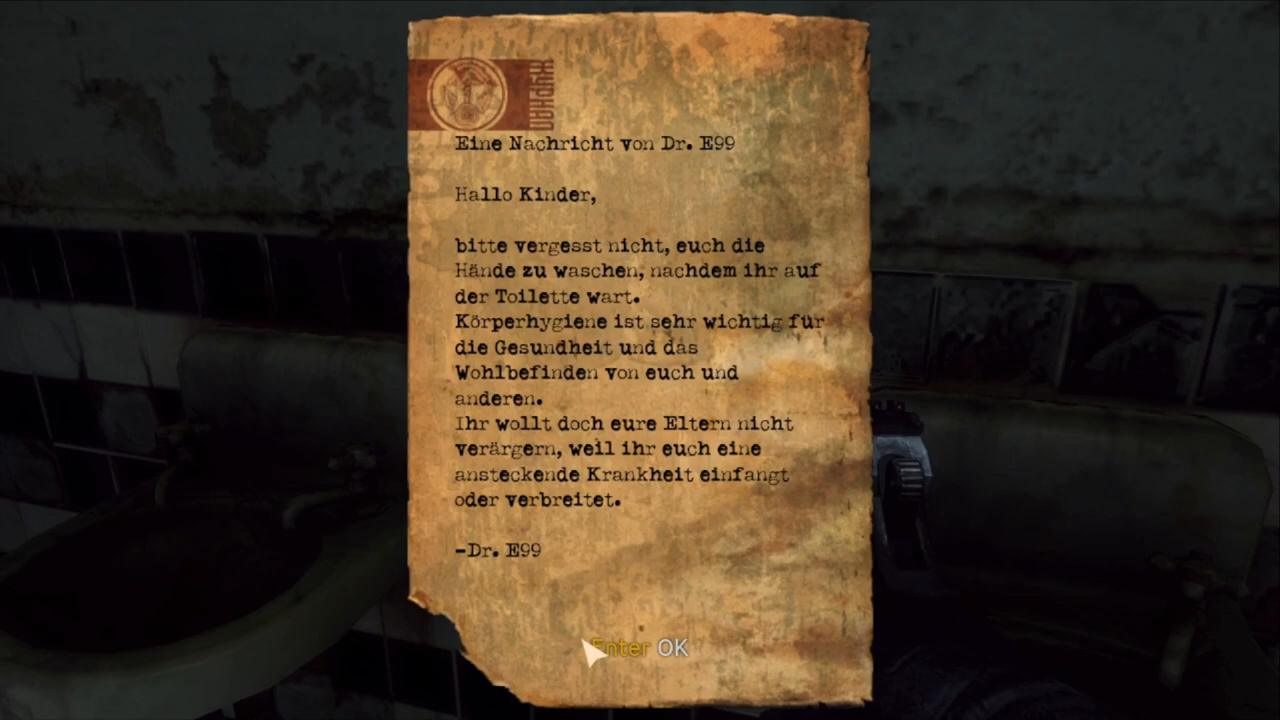 Eine Nachricht von Dr. E99
Hallo Kinder,
bitte vergesst nicht, euch die
Hände zu waschen, nachdem ihr auf
der Toilette wart.
Körperhygiene ist sehr wichtig für
die Gesundheit und das
Wohlbefinden von euch und
anderen.
Ihr wollt doch eure Eltern nicht
verärgern, weil ihr euch eine
ansteckende Krankheit einfangt
oder verbreitet.
-Dr. E99
Enter OK